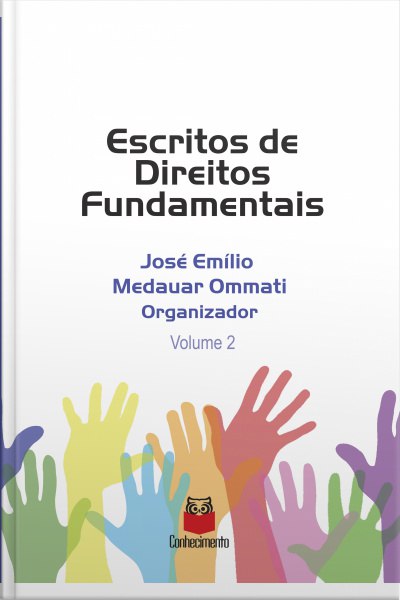 Escritos de
Direitos
Fundamentais
José Emílio
Medauar Ommati
Organizador
Volume 2
Conhecimento